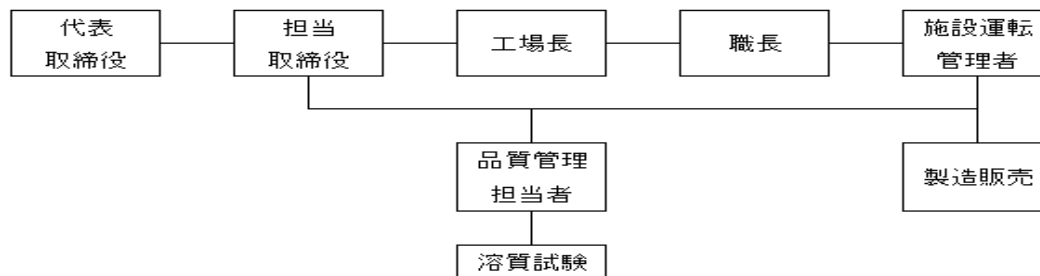 代表
取締役
担当
取締役
工場長
職長
施設運転
管理者
品質管理
担当者
製造販売
溶質試験